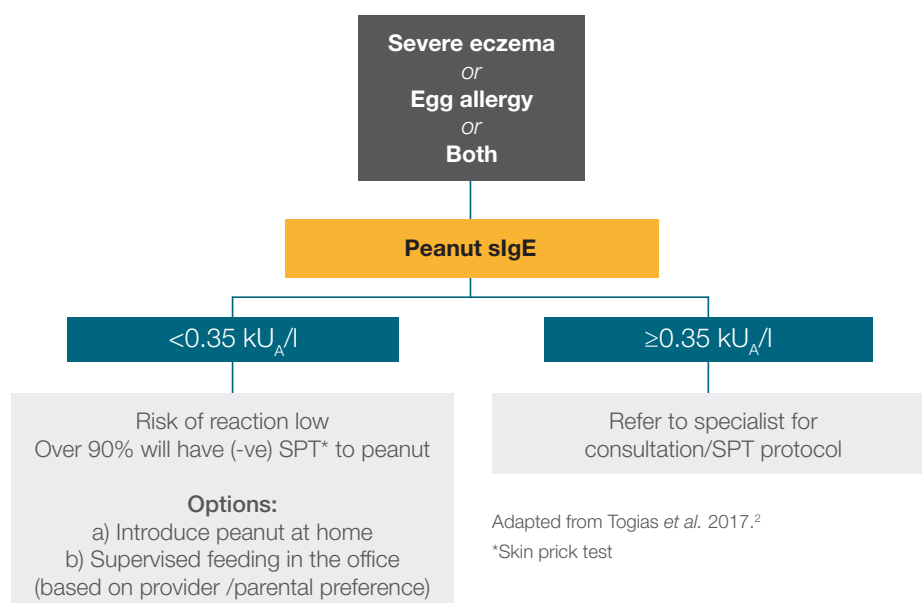 Severe eczema
or
Egg allergy
or
Both
Peanut sIgE
<0.35 kU_A/l
≥0.35 kU_A/l
Risk of reaction low
Over 90% will have (-ve) SPT* to peanut
Options:
a) Introduce peanut at home
b) Supervised feeding in the office
(based on provider /parental preference)
Refer to specialist for
consultation/SPT protocol
Adapted from Togias et al. 2017.²
*Skin prick test